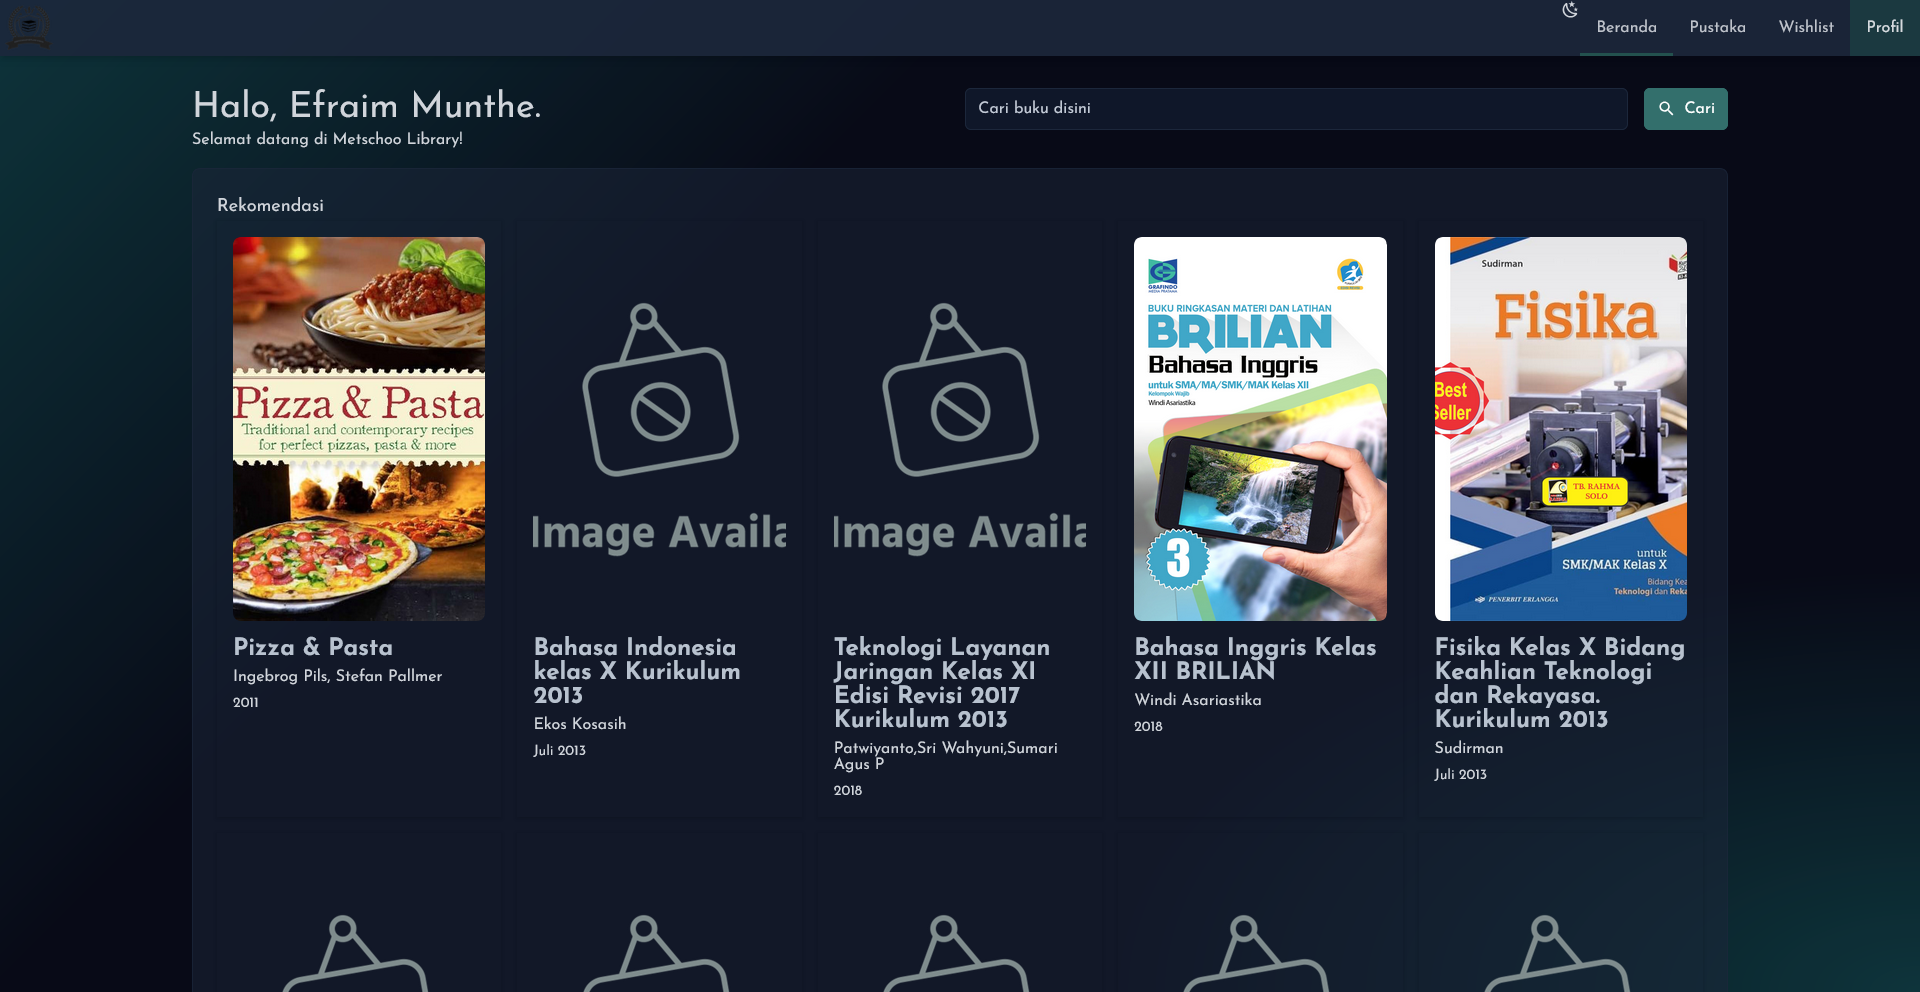 Beranda
Pustaka
Wishlist
Profil
Halo, Efraim Munthe.
Selamat datang di Metschoo Library!
Cari buku disini
Cari
Rekomendasi
Pizza & Pasta
Traditional and contemporary recipes
for perfect pizzas, pasta & more
Pizza & Pasta
Ingebrog Pils, Stefan Pallmer
2011
Image Availa
Bahasa Indonesia
kelas X Kurikulum
2013
Ekos Kosasih
Juli 2013
Image Availa
Teknologi Layanan
Jaringan Kelas XI
Edisi Revisi 2017
Kurikulum 2013
Patwiyanto,Sri Wahyuni,Sumari
Agus P
2018
GRAFINDO
MEDIA PRATAMA
BUKU RINGKASAN MATERI DAN LATIHAN
BRILIAN
Bahasa Inggris
untuk SMA/MA/SMK/MAK Kelas XII
Kelompok Wajib
Windi Asariastika
3
Bahasa Inggris Kelas
XII BRILIAN
Windi Asariastika
2018
Sudirman
Fisika
Best
Seller
TB. RAHMA
SOLO
untuk
SMK/MAK Kelas X
Bidang Kea
Teknologi dan Reka
PENERBIT ERLANGGA
Fisika Kelas X Bidang
Keahlian Teknologi
dan Rekayasa.
Kurikulum 2013
Sudirman
Juli 2013